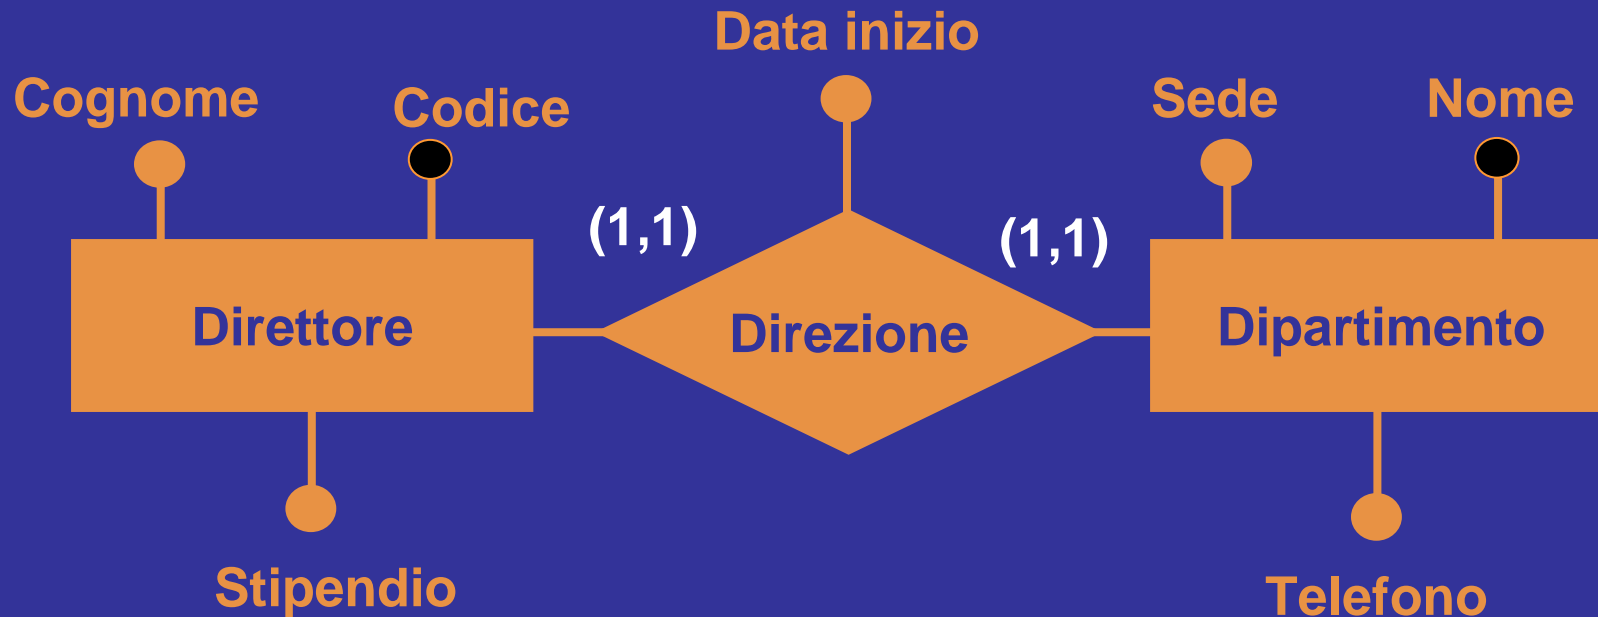 Data inizio
Cognome
Codice
Sede
Nome
(1,1)
(1,1)
Direttore
Direzione
Dipartimento
Stipendio
Telefono